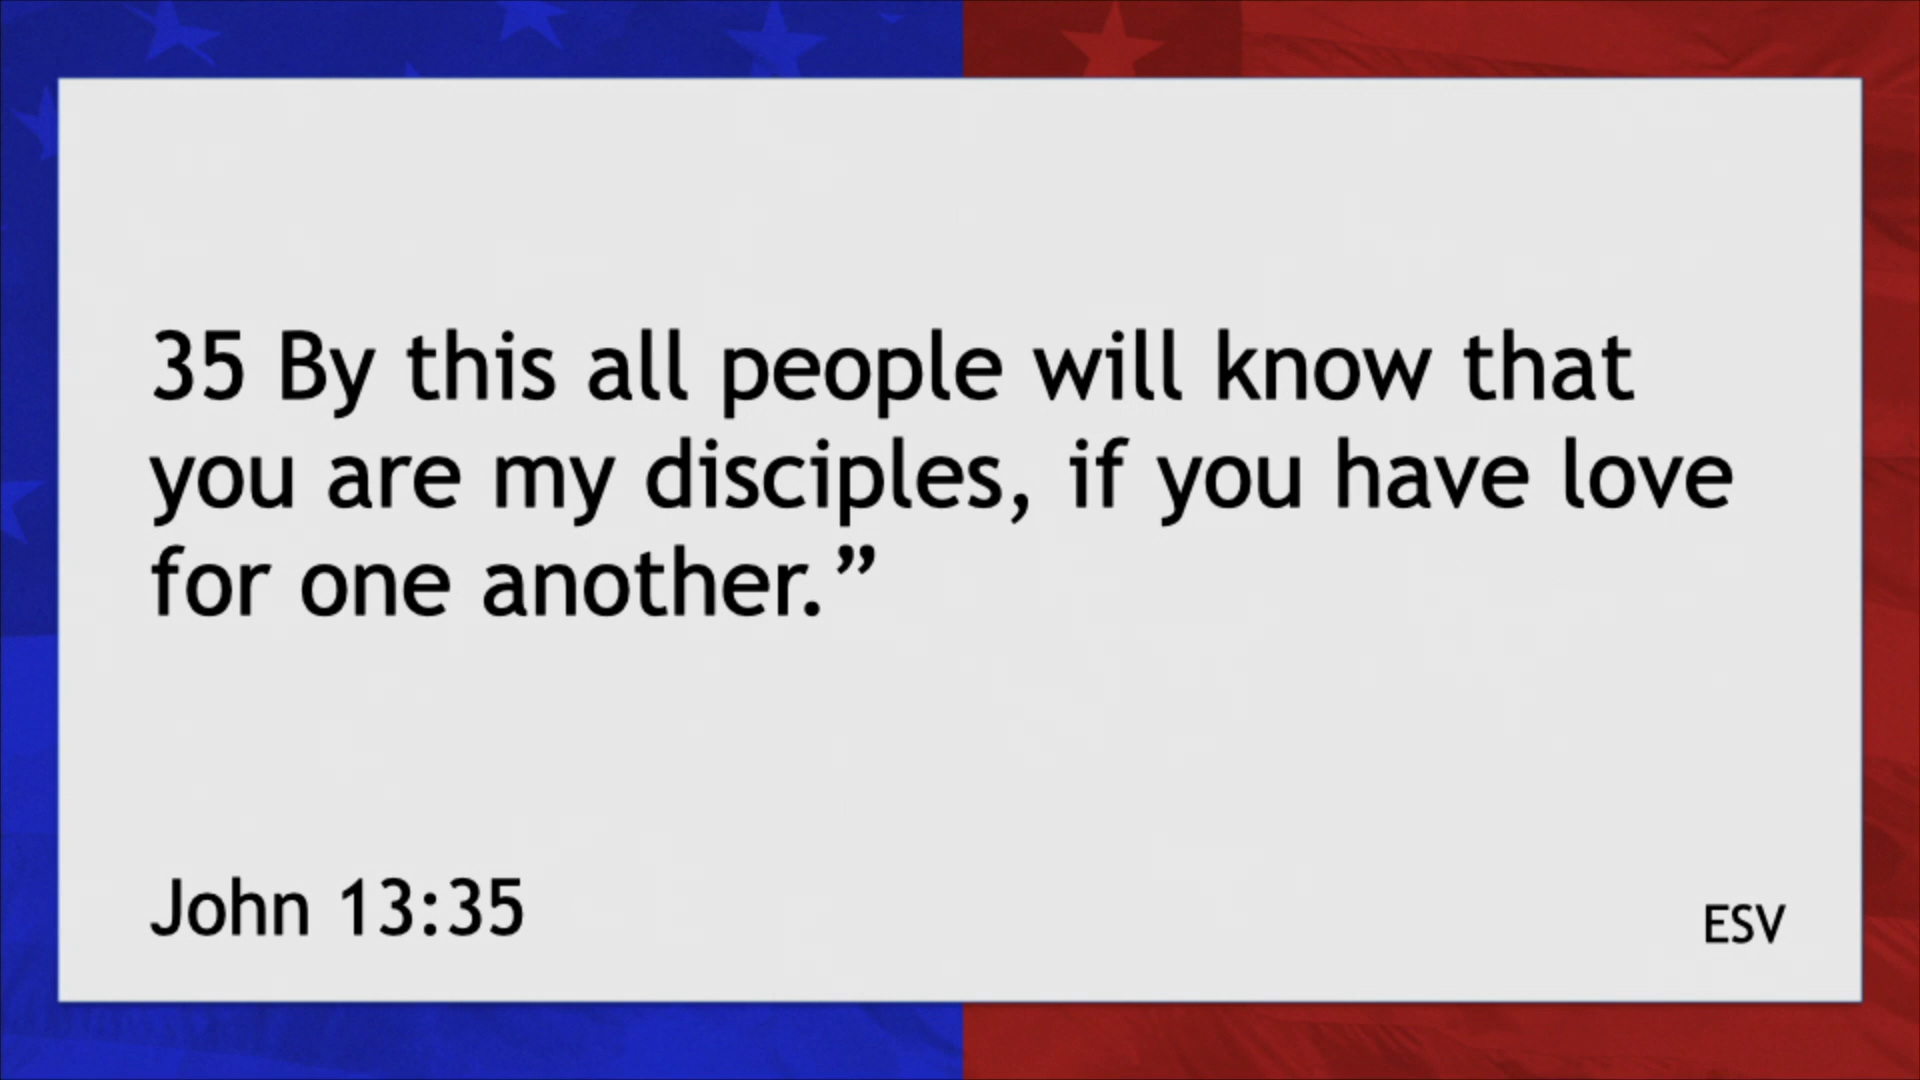 35 By this all people will know that
you are my disciples, if you have love
for one another.”
John 13:35
ESV